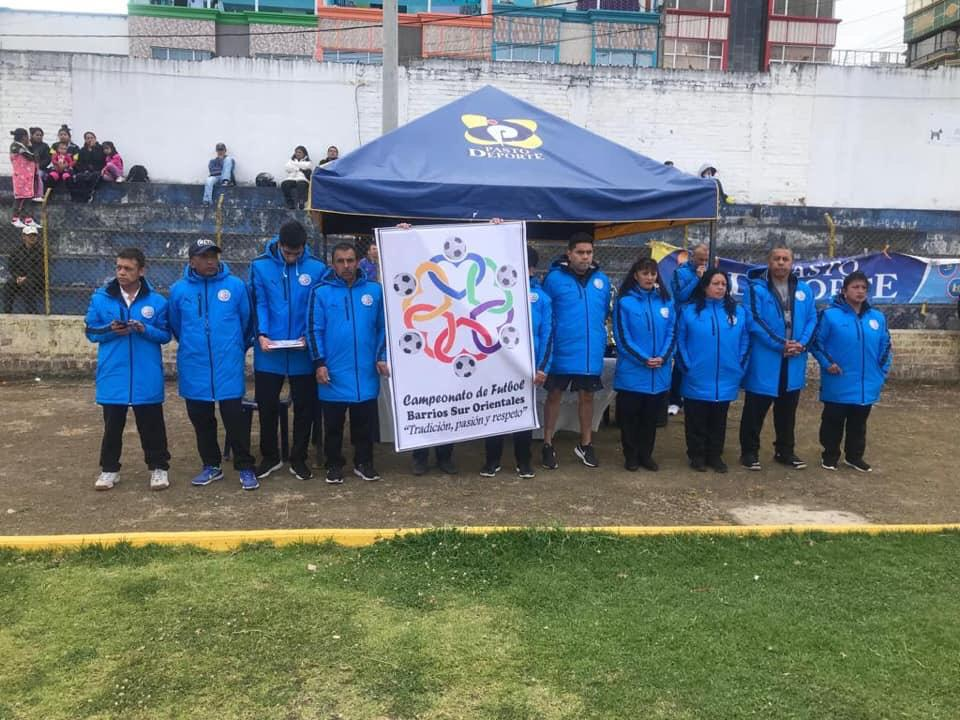 PASTO
DEPORTE
PASTO
DEPORTE
Campeonato de Futbol
Barrios Sur Orientales
"Tradición, pasión y respeto"